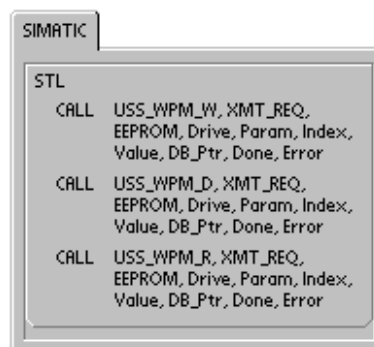 SIMATIC
STL
CALL USS_WPM_W, XMT_REQ,
EEPROM, Drive, Param, Index,
Value, DB_Ptr, Done, Error
CALL USS_WPM_D, XMT_REQ,
EEPROM, Drive, Param, Index,
Value, DB_Ptr, Done, Error
CALL USS_WPM_R, XMT_REQ,
EEPROM, Drive, Param, Index,
Value, DB_Ptr, Done, Error